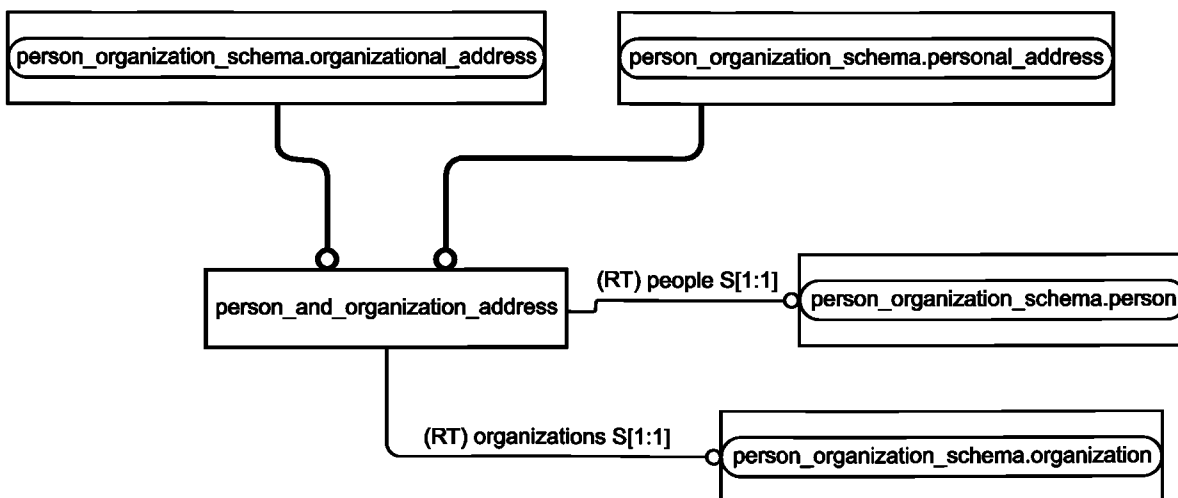 person_organization_schema.organizational_address
person_organization_schema.personal_address
(RT) people S[1:1]
person_organization_schema.person
person_and_organization_address
(RT) organizations S[1:1]
person_organization_schema.organization